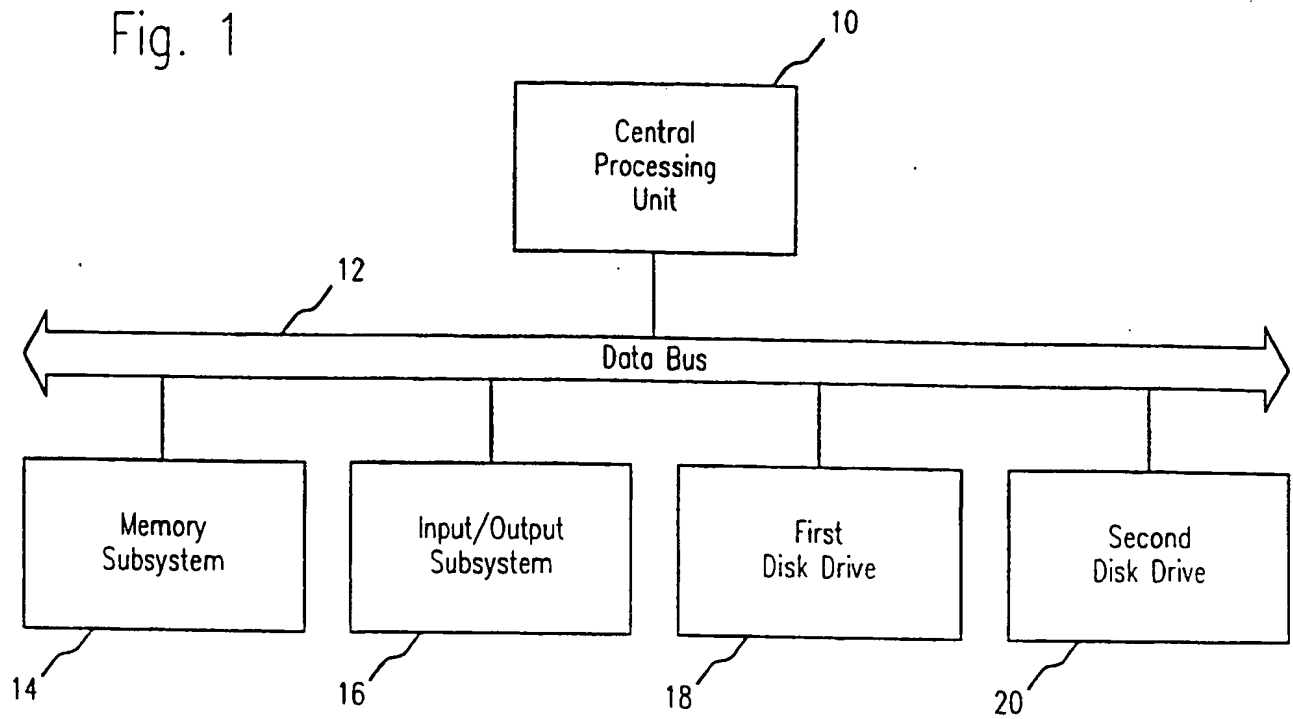 Fig. 1
10
Central
Processing
Unit
12
Data Bus
Memory
Subsystem
Input/Output
Subsystem
First
Disk Drive
Second
Disk Drive
14
16
18
20